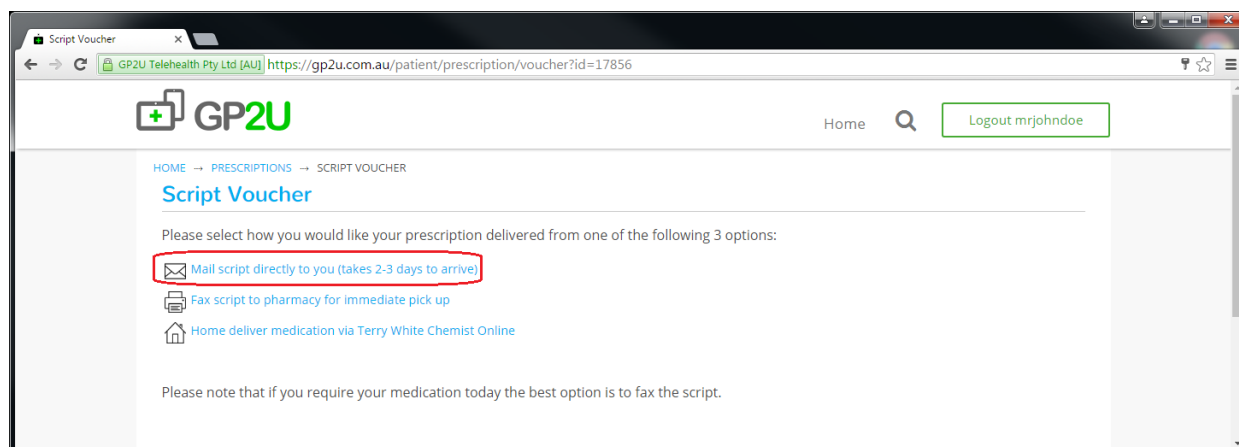 Script Voucher
GP2U Telehealth Pty Ltd [AU] https://gp2u.com.au/patient/prescription/voucher?id=17856
GP2U
Home
Logout mrjohndoe
HOME → PRESCRIPTIONS → SCRIPT VOUCHER
Script Voucher
Please select how you would like your prescription delivered from one of the following 3 options:
Mail script directly to you (takes 2-3 days to arrive)
Fax script to pharmacy for immediate pick up
Home deliver medication via Terry White Chemist Online
Please note that if you require your medication today the best option is to fax the script.